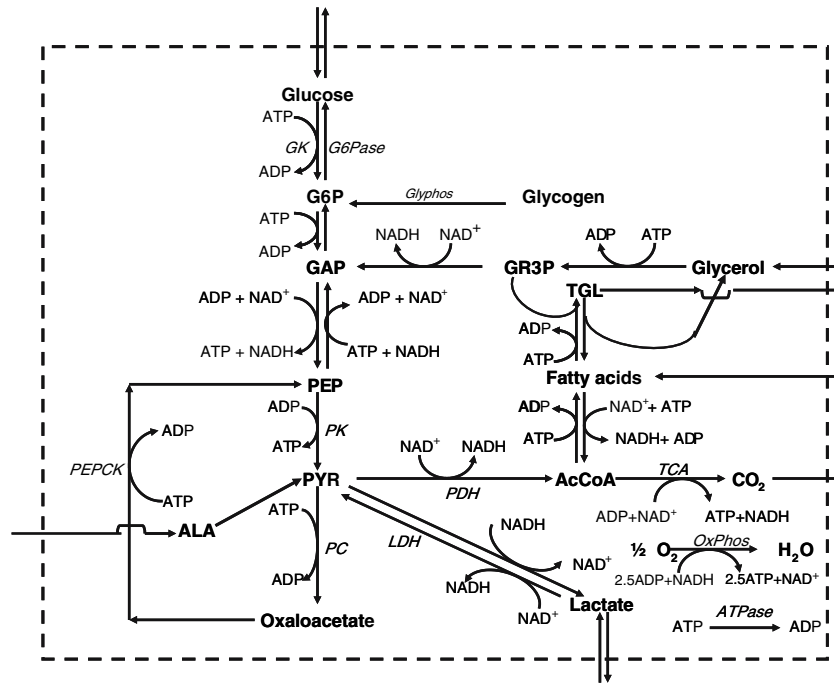 Glucose
ATP
GK
G6Pase
ADP
G6P
Glyphos
Glycogen
ATP
ADP
NADH
NAD+
ADP
ATP
GAP
GR3P
Glycerol
TGL
ADP + NAD+
ADP + NAD+
ADP
ATP + NADH
ATP + NADH
ATP
PEP
Fatty acids
ADP
PK
ATP
ADP
NAD+ + ATP
ADP
NAD+
NADH
ATP
NADH+ ADP
PEPCK
ATP
PYR
PDH
AcCoA
TCA
CO2
ATP
ADP+NAD+
ATP+NADH
ALA
PC
LDH
NADH
½ O2
OxPhos
H2O
ADP
NADH
NAD+
2.5ADP+NADH
2.5ATP+NAD+
Oxaloacetate
NAD+
Lactate
ATPase
ATP
ADP